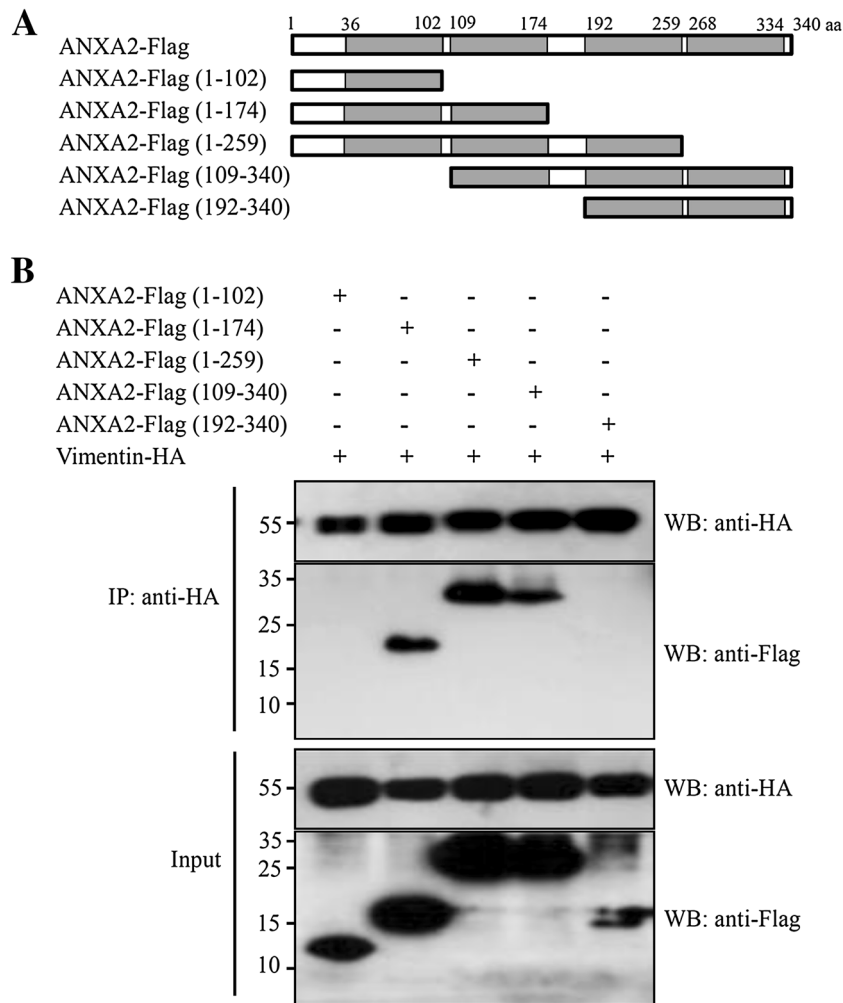 A
1 36 102 109 174 192 259 268 334 340 aa
ANXA2-Flag
ANXA2-Flag (1-102)
ANXA2-Flag (1-174)
ANXA2-Flag (1-259)
ANXA2-Flag (109-340)
ANXA2-Flag (192-340)
B
ANXA2-Flag (1-102) + - - - -
ANXA2-Flag (1-174) - + - - -
ANXA2-Flag (1-259) - - + - -
ANXA2-Flag (109-340) - - - + -
ANXA2-Flag (192-340) - - - - +
Vimentin-HA + + + + +
IP: anti-HA
55
WB: anti-HA
35
25
15
10
WB: anti-Flag
Input
55
WB: anti-HA
35
25
15
10
WB: anti-Flag